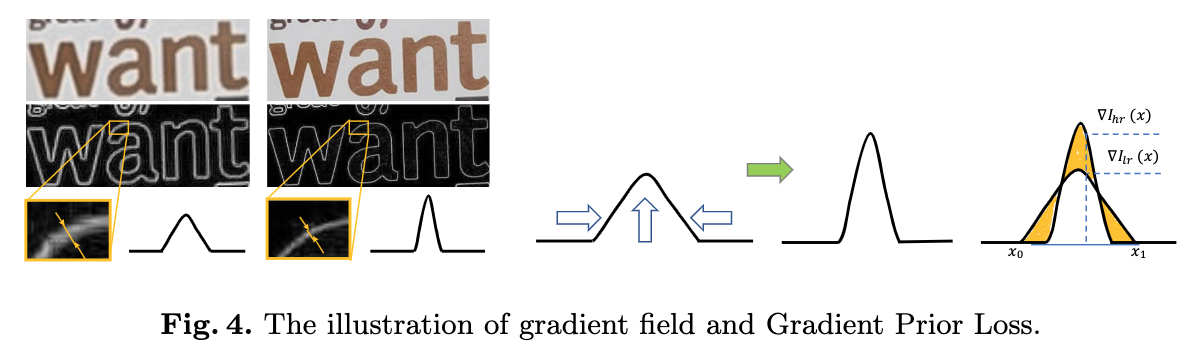 want
want
want
want
∇I_hr (x)
∇I_lr (x)
x_0
x_1
Fig. 4. The illustration of gradient field and Gradient Prior Loss.